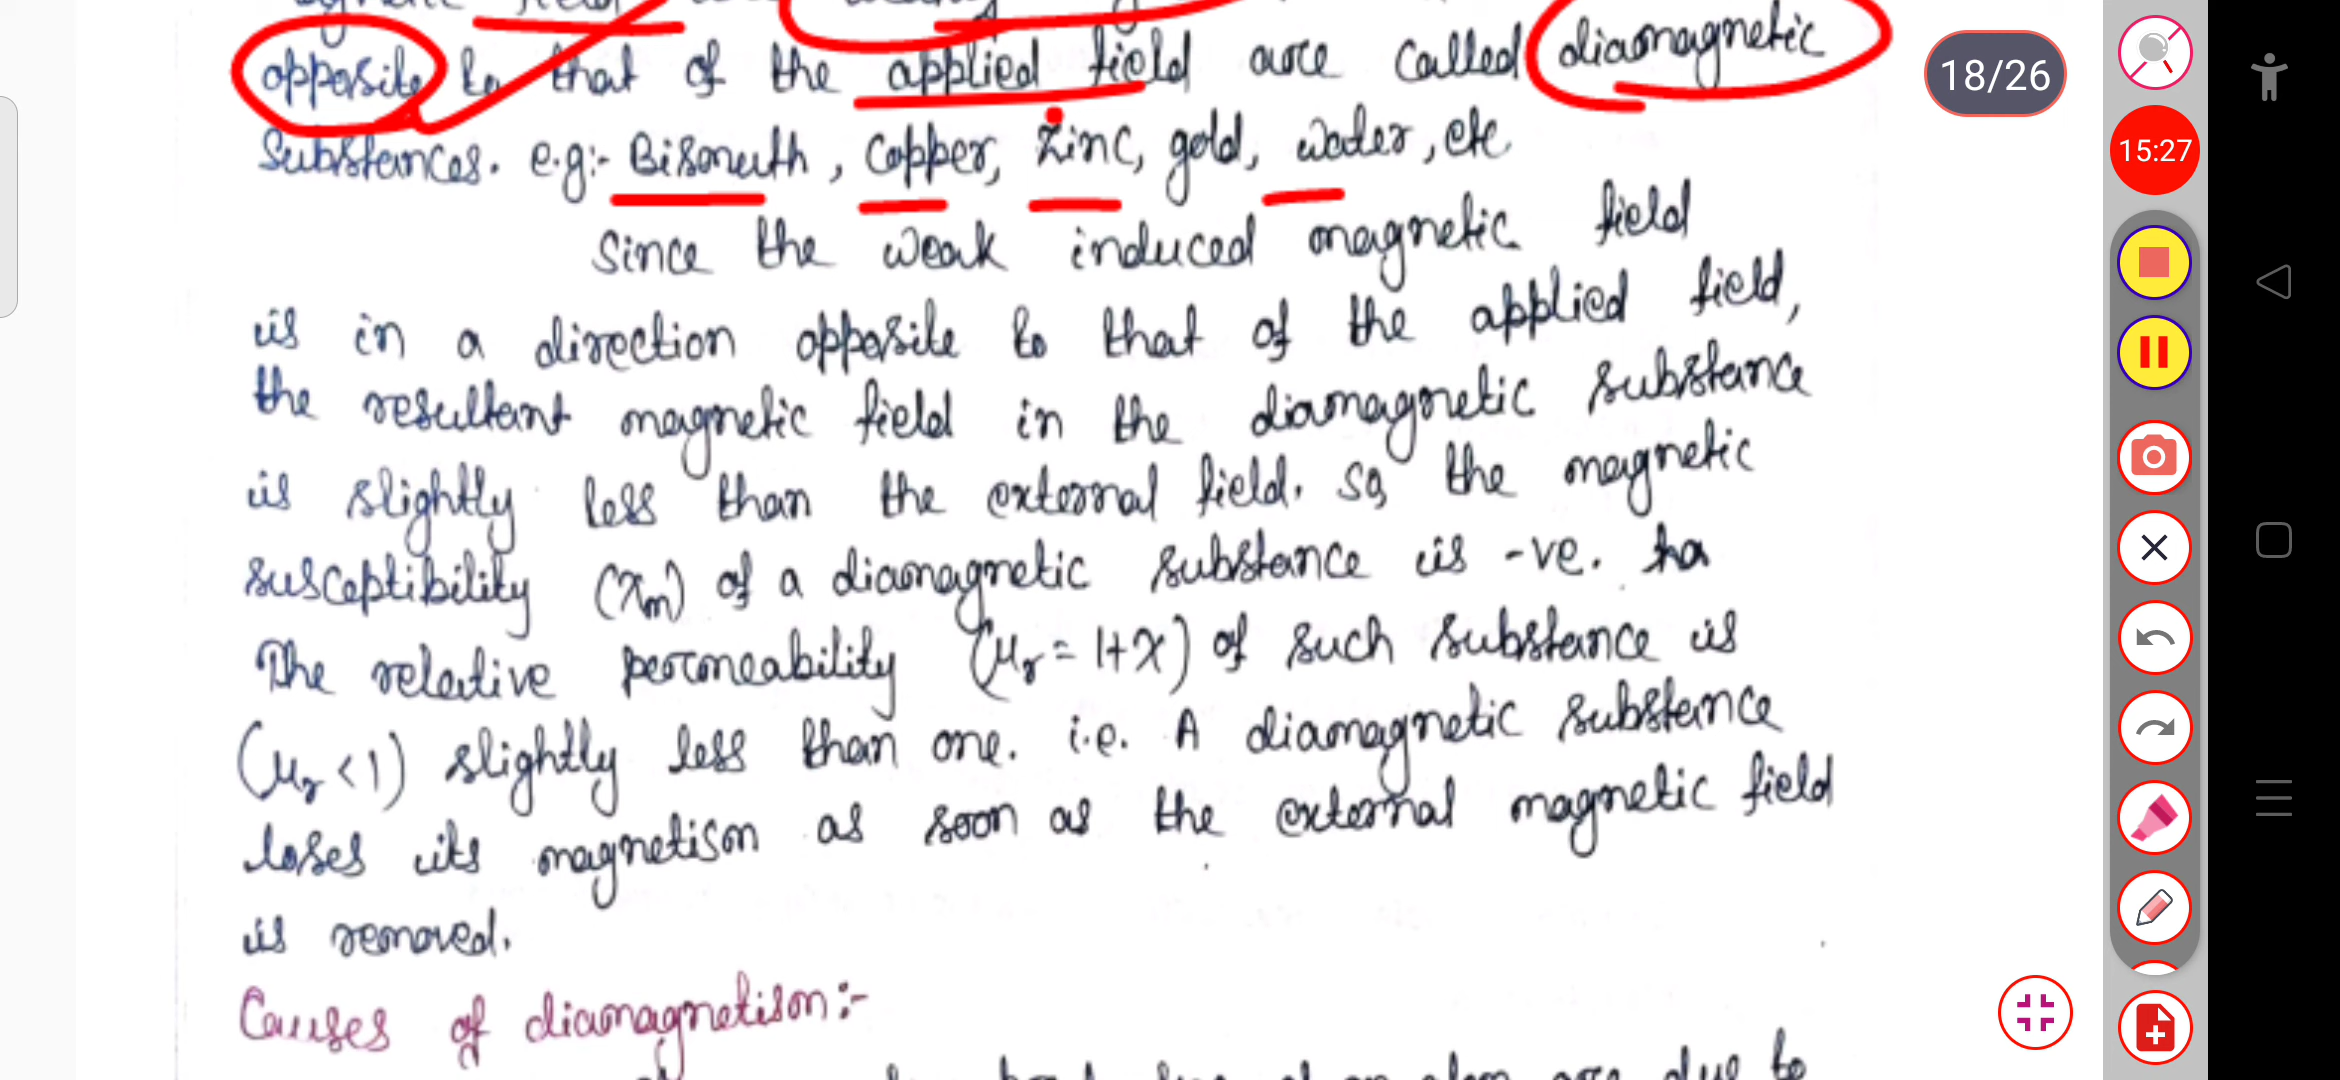 field
opposite to that of the applied field are called diamagnetic
18/26
Substances. e.g:- Bismuth, Copper, Zinc, gold, water, etc
15:27
Since the weak induced magnetic field
is in a direction opposite to that of the applied field,
the resultant magnetic field in the diamagnetic substance
is slightly less than the external field. So the magnetic
susceptibility (χm) of a diamagnetic substance is -ve. ha
The relative permeability (μr = 1+χ) of such substance is
(μr < 1) slightly less than one. i.e. A diamagnetic substance
loses its magnetism as soon as the external magnetic field
is removed.
Causes of diamagnetism:-
due to